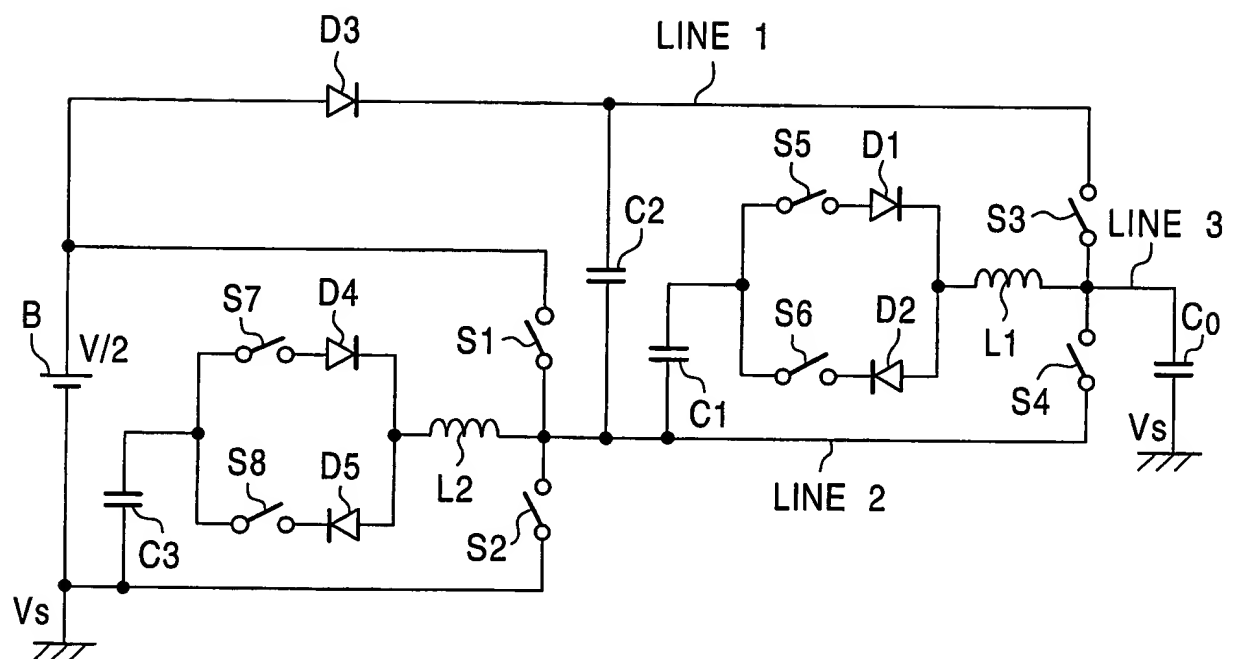 D3
LINE 1
S5
D1
C2
S3
LINE 3
S7
D4
B
V/2
S1
S6
D2
L1
C0
C1
S4
Vs
S8
D5
L2
LINE 2
C3
S2
Vs